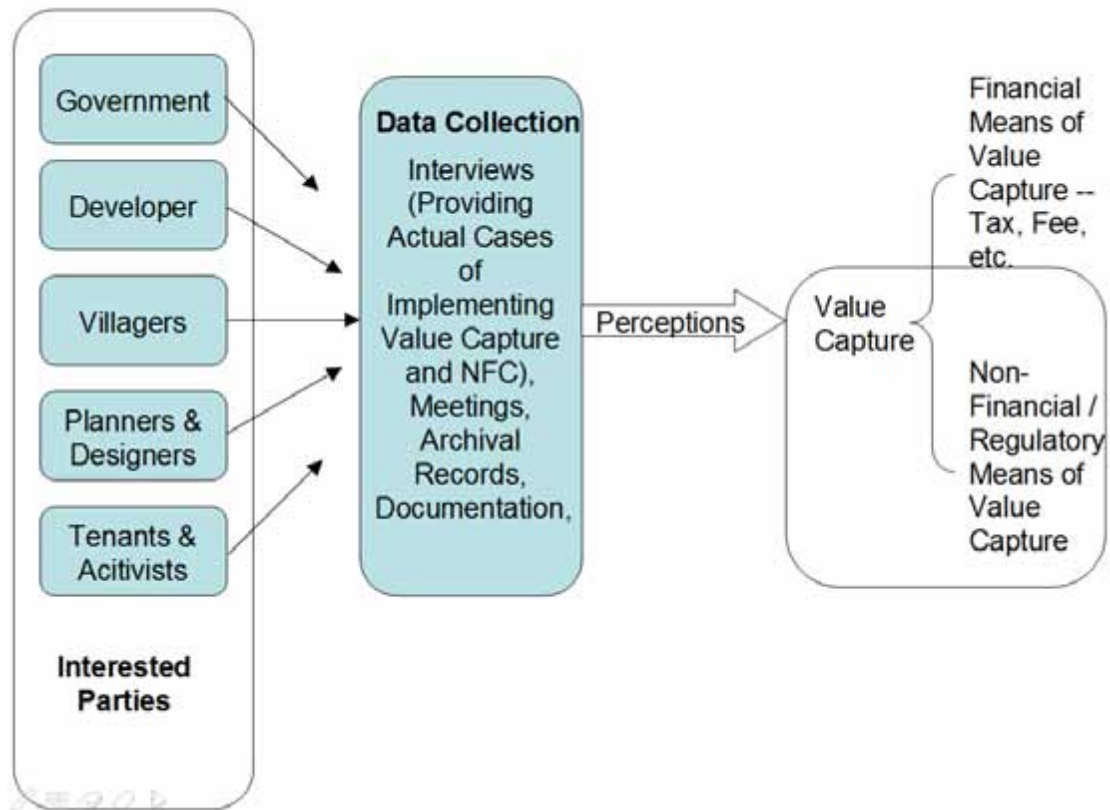 Government
Developer
Villagers
Planners &
Designers
Tenants &
Acitivists
Interested
Parties
Data Collection
Interviews
(Providing
Actual Cases
of
Implementing
Value Capture
and NFC),
Meetings,
Archival
Records,
Documentation,
Perceptions
Value
Capture
Financial
Means of
Value
Capture --
Tax, Fee,
etc.
Non-
Financial /
Regulatory
Means of
Value
Capture